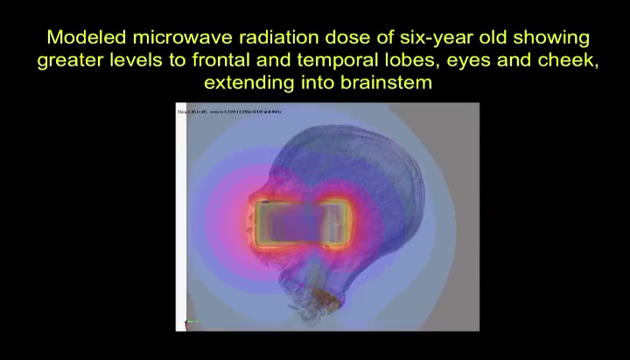 Modeled microwave radiation dose of six-year old showing
greater levels to frontal and temporal lobes, eyes and cheek,
extending into brainstem